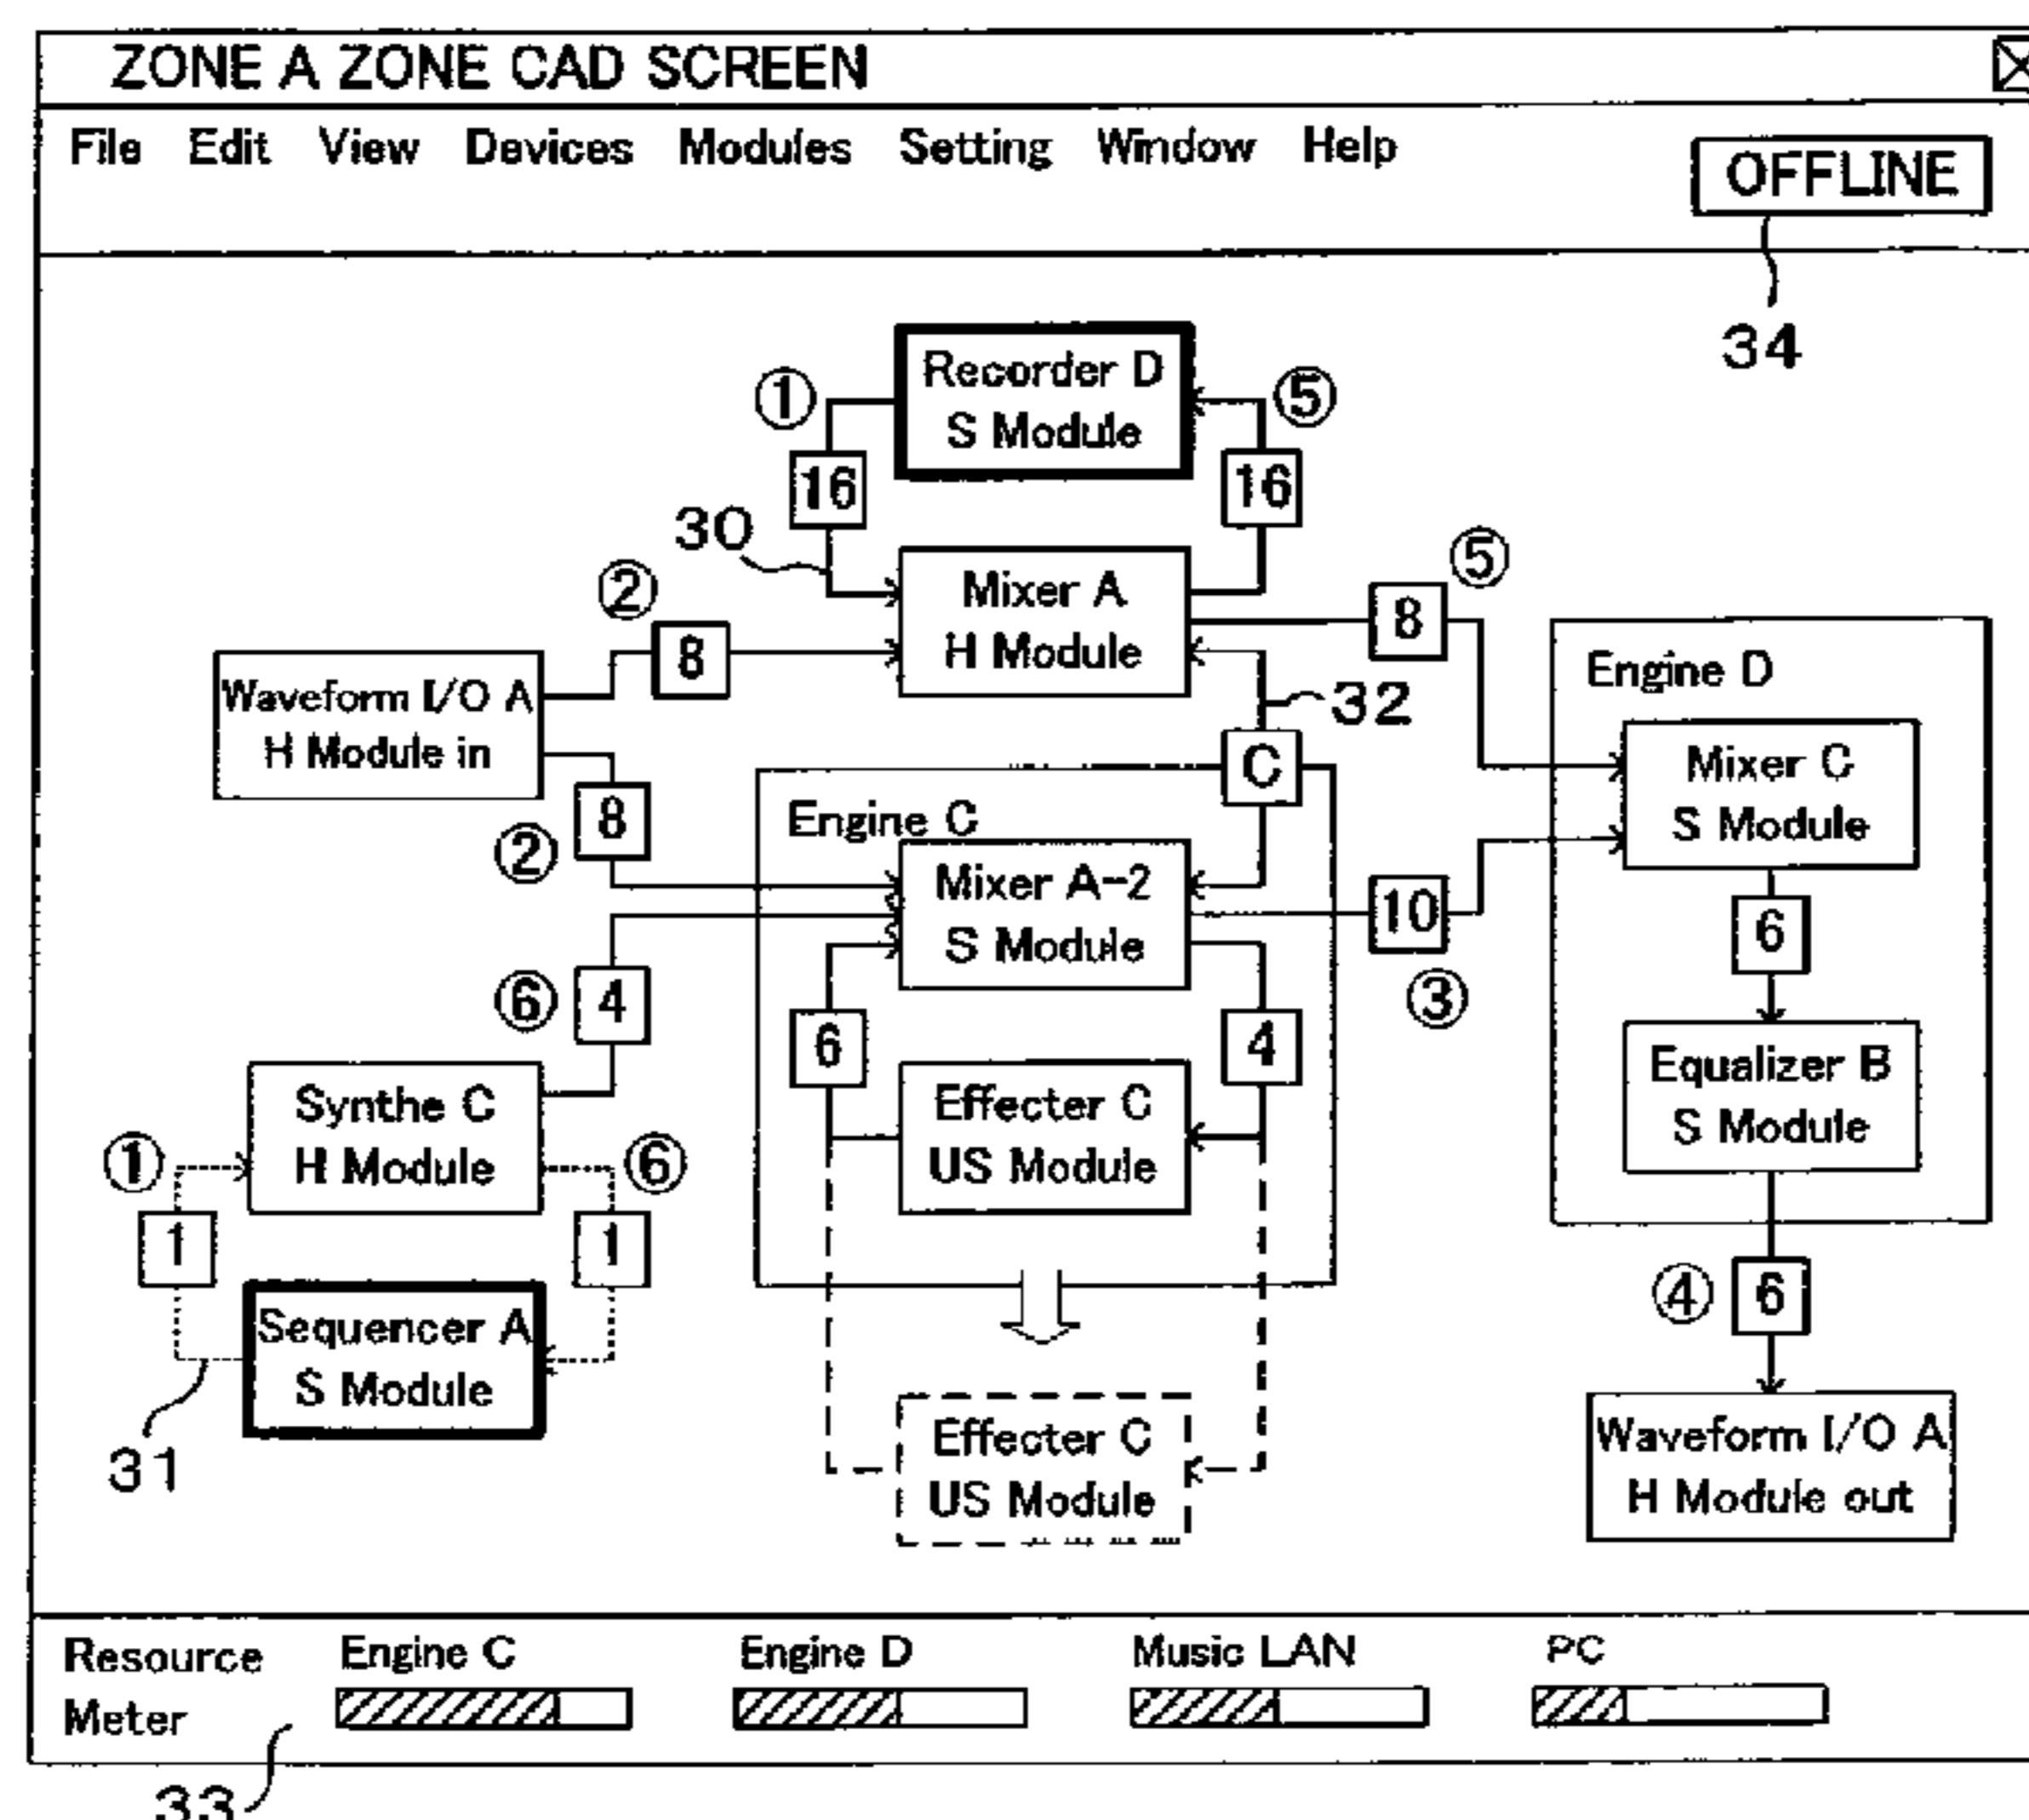 ZONE A ZONE CAD SCREEN
File Edit View Devices Modules Setting Window Help
OFFLINE
34
Recorder D
S Module
①
⑤
16
16
30
Mixer A
H Module
②
8
8
⑤
Waveform I/O A
H Module in
32
C
Engine D
Mixer C
S Module
8
②
Engine C
Mixer A-2
S Module
10
③
6
⑥
4
6
4
Equalizer B
S Module
Synthe C
H Module
Effecter C
US Module
①
⑥
1
1
④
6
Sequencer A
S Module
31
Effecter C
US Module
Waveform I/O A
H Module out
Resource
Meter
Engine C
Engine D
Music LAN
PC
33